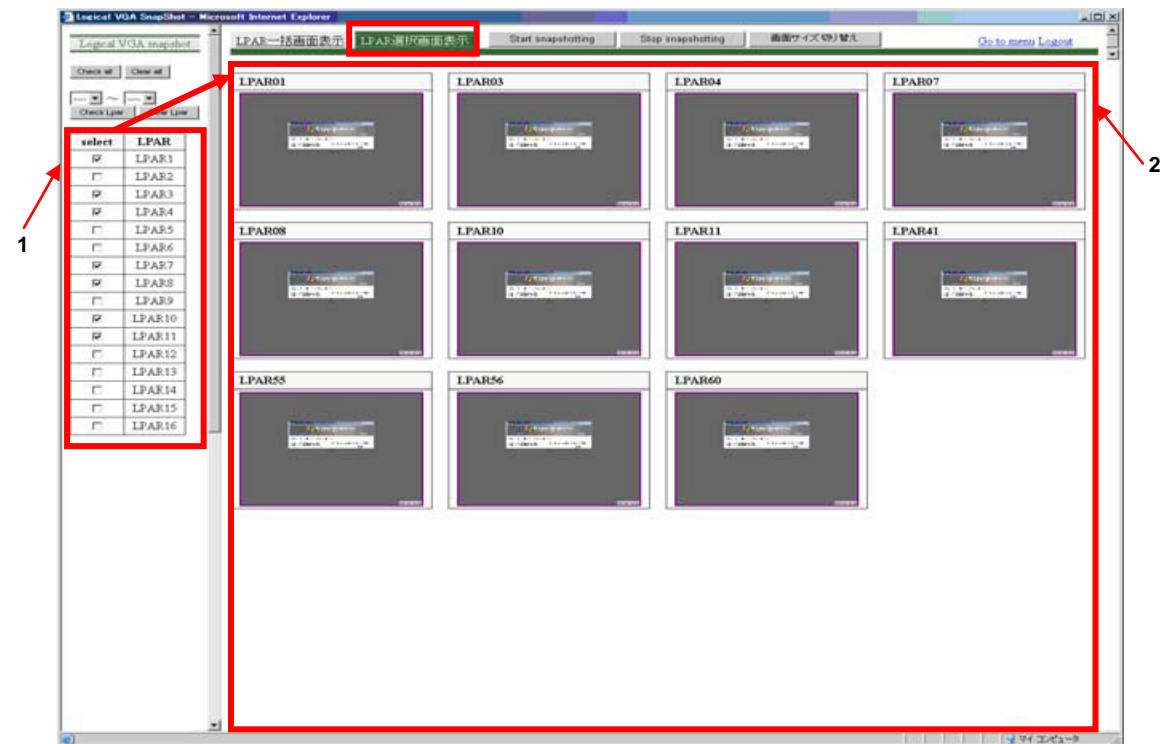 Logical VGA SnapShot - Microsoft Internet Explorer
Logical VGA snapshot
LPAR一括画面表示 LPAR選択画面表示 Start snapshotting Stop snapshotting 画面サイズ切り替え Go to menu Logout
Check all Clear all
--- ～ ---
Check Lpar Lpar
select LPAR
LPAR1
LPAR2
LPAR3
LPAR4
LPAR5
LPAR6
LPAR7
LPAR8
LPAR9
LPAR10
LPAR11
LPAR12
LPAR13
LPAR14
LPAR15
LPAR16
1
LPAR01 LPAR03 LPAR04 LPAR07
LPAR08 LPAR10 LPAR11 LPAR41
LPAR55 LPAR56 LPAR60
2
マイ コンピュータ